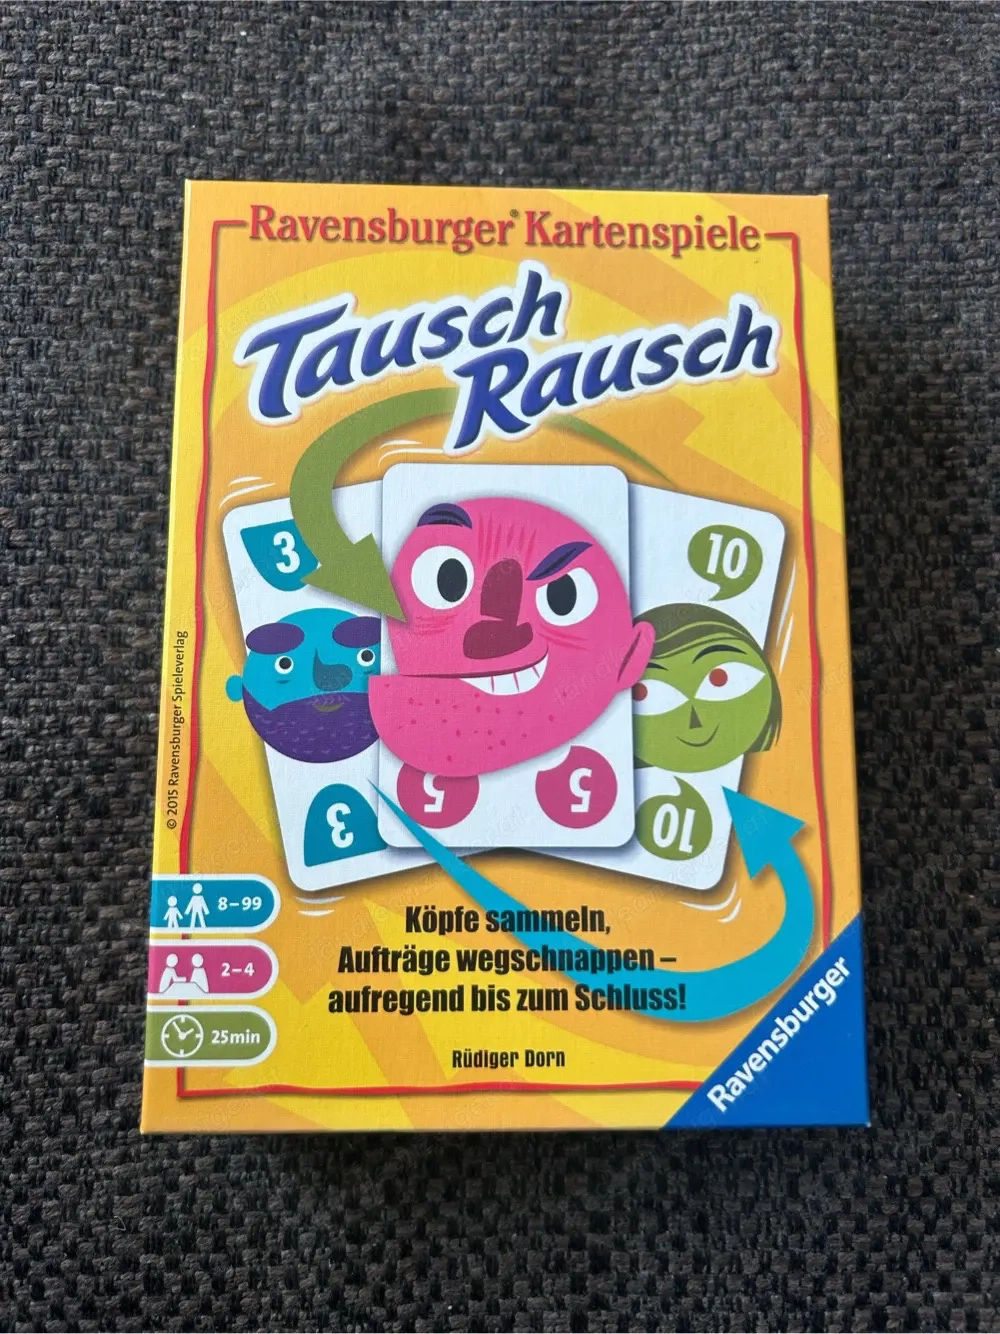 Ravensburger® Kartenspiele
Tausch
Rausch
3
10
3
5
5
10
Köpfe sammeln,
Aufträge wegschnappen –
aufregend bis zum Schluss!
Rüdiger Dorn
8–99
2–4
25min
© 2015 Ravensburger Spieleverlag
Ravensburger